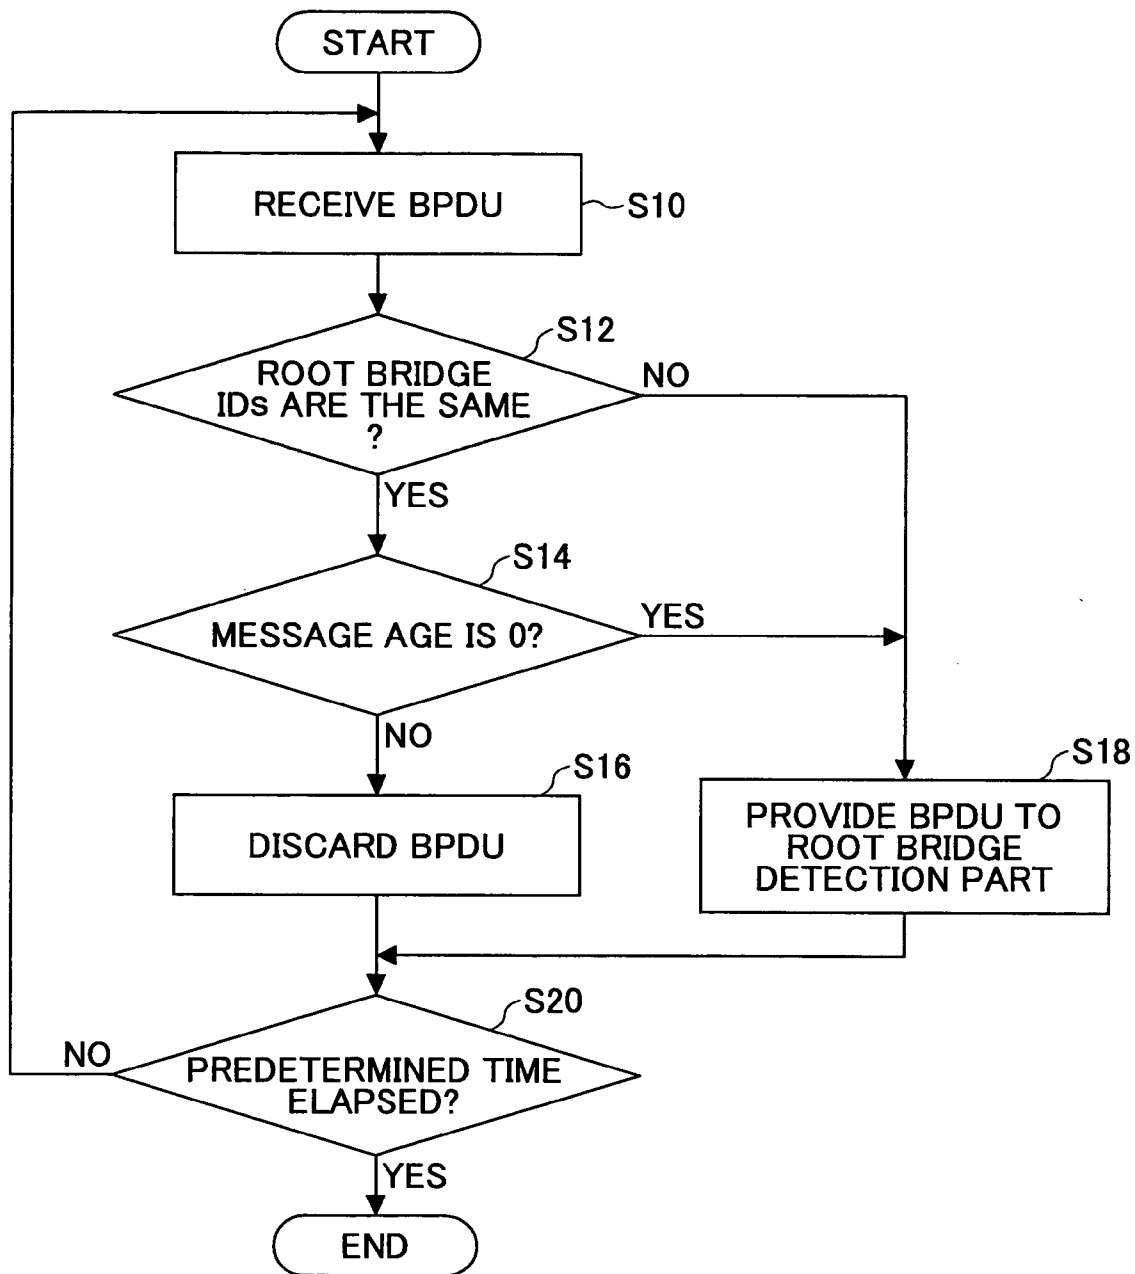 START
RECEIVE BPDU
S10
S12
ROOT BRIDGE
IDs ARE THE SAME
?
NO
YES
S14
MESSAGE AGE IS 0?
YES
NO
S16
DISCARD BPDU
S18
PROVIDE BPDU TO
ROOT BRIDGE
DETECTION PART
S20
NO
PREDETERMINED TIME
ELAPSED?
YES
END